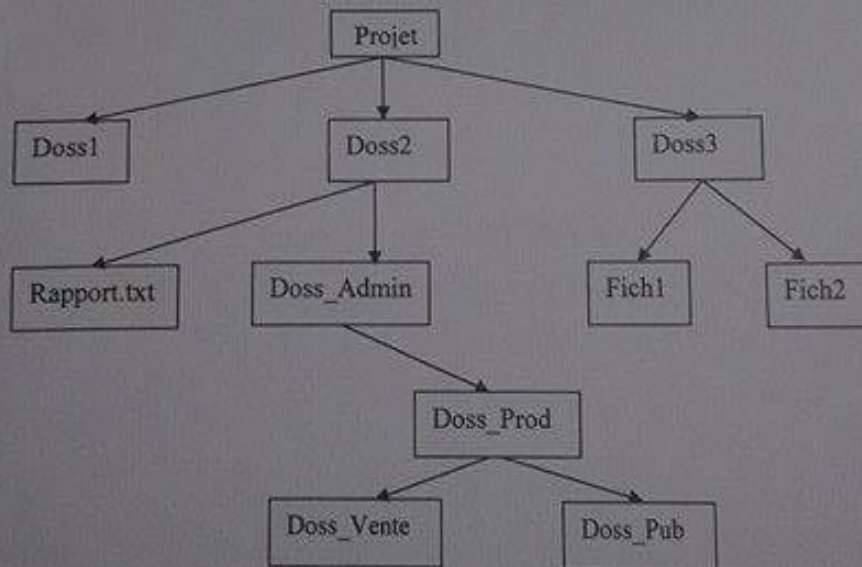 Projet
Doss1
Doss2
Doss3
Rapport.txt
Doss_Admin
Fich1
Fich2
Doss_Prod
Doss_Vente
Doss_Pub